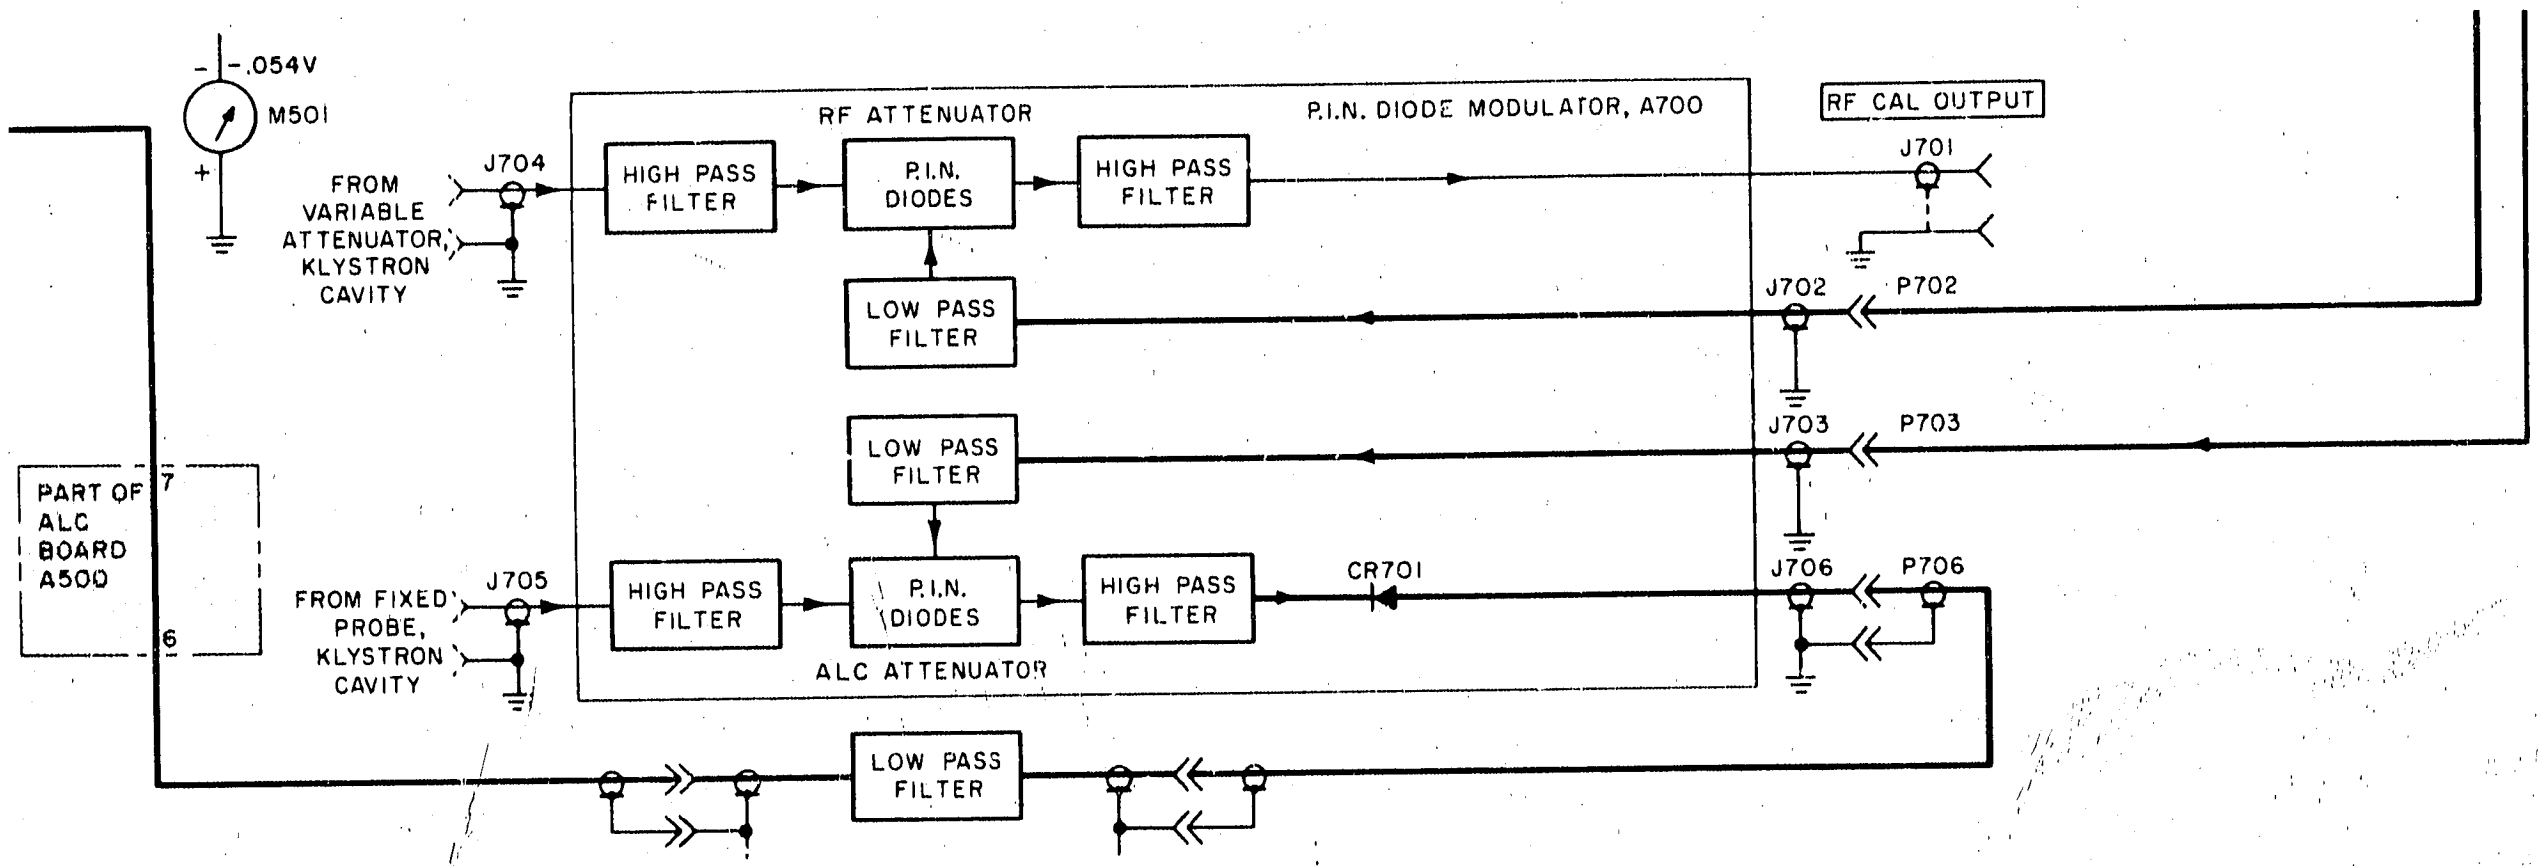 - -.054V
M501
+
RF ATTENUATOR
P.I.N. DIODE MODULATOR, A700
RF CAL OUTPUT
J704
FROM
VARIABLE
ATTENUATOR,
KLYSTRON
CAVITY
HIGH PASS
FILTER
P.I.N.
DIODES
HIGH PASS
FILTER
J701
LOW PASS
FILTER
J702
P702
LOW PASS
FILTER
J703
P703
PART OF
ALC
BOARD
A500
7
6
J705
FROM FIXED
PROBE,
KLYSTRON
CAVITY
HIGH PASS
FILTER
P.I.N.
DIODES
HIGH PASS
FILTER
CR701
J706
P706
ALC ATTENUATOR
LOW PASS
FILTER